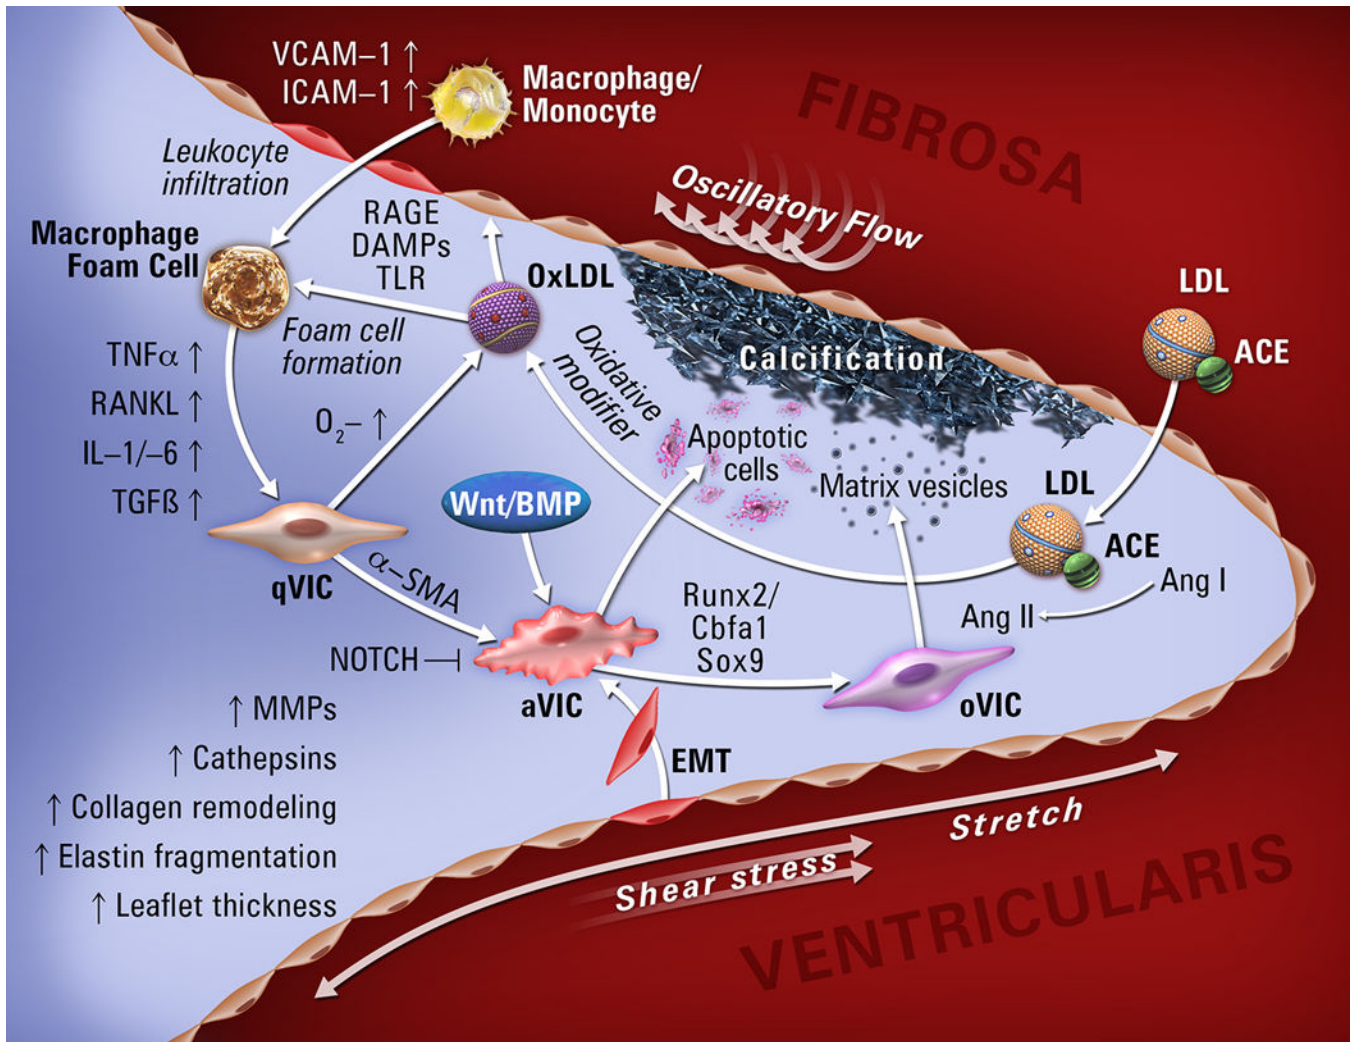 VCAM–1 ↑
ICAM–1 ↑
Macrophage/
Monocyte
FIBROSA
Leukocyte
infiltration
Oscillatory Flow
RAGE
DAMPs
TLR
Macrophage
Foam Cell
OxLDL
LDL
ACE
Foam cell
formation
Oxidative
modifier
Calcification
TNFα ↑
RANKL ↑
IL–1/–6 ↑
TGFß ↑
O2– ↑
Apoptotic
cells
Matrix vesicles
Wnt/BMP
LDL
ACE
Ang I
Ang II
qVIC
α–SMA
Runx2/
Cbfa1
Sox9
NOTCH
aVIC
oVIC
EMT
↑ MMPs
↑ Cathepsins
↑ Collagen remodeling
↑ Elastin fragmentation
↑ Leaflet thickness
Stretch
Shear stress
VENTRICULARIS